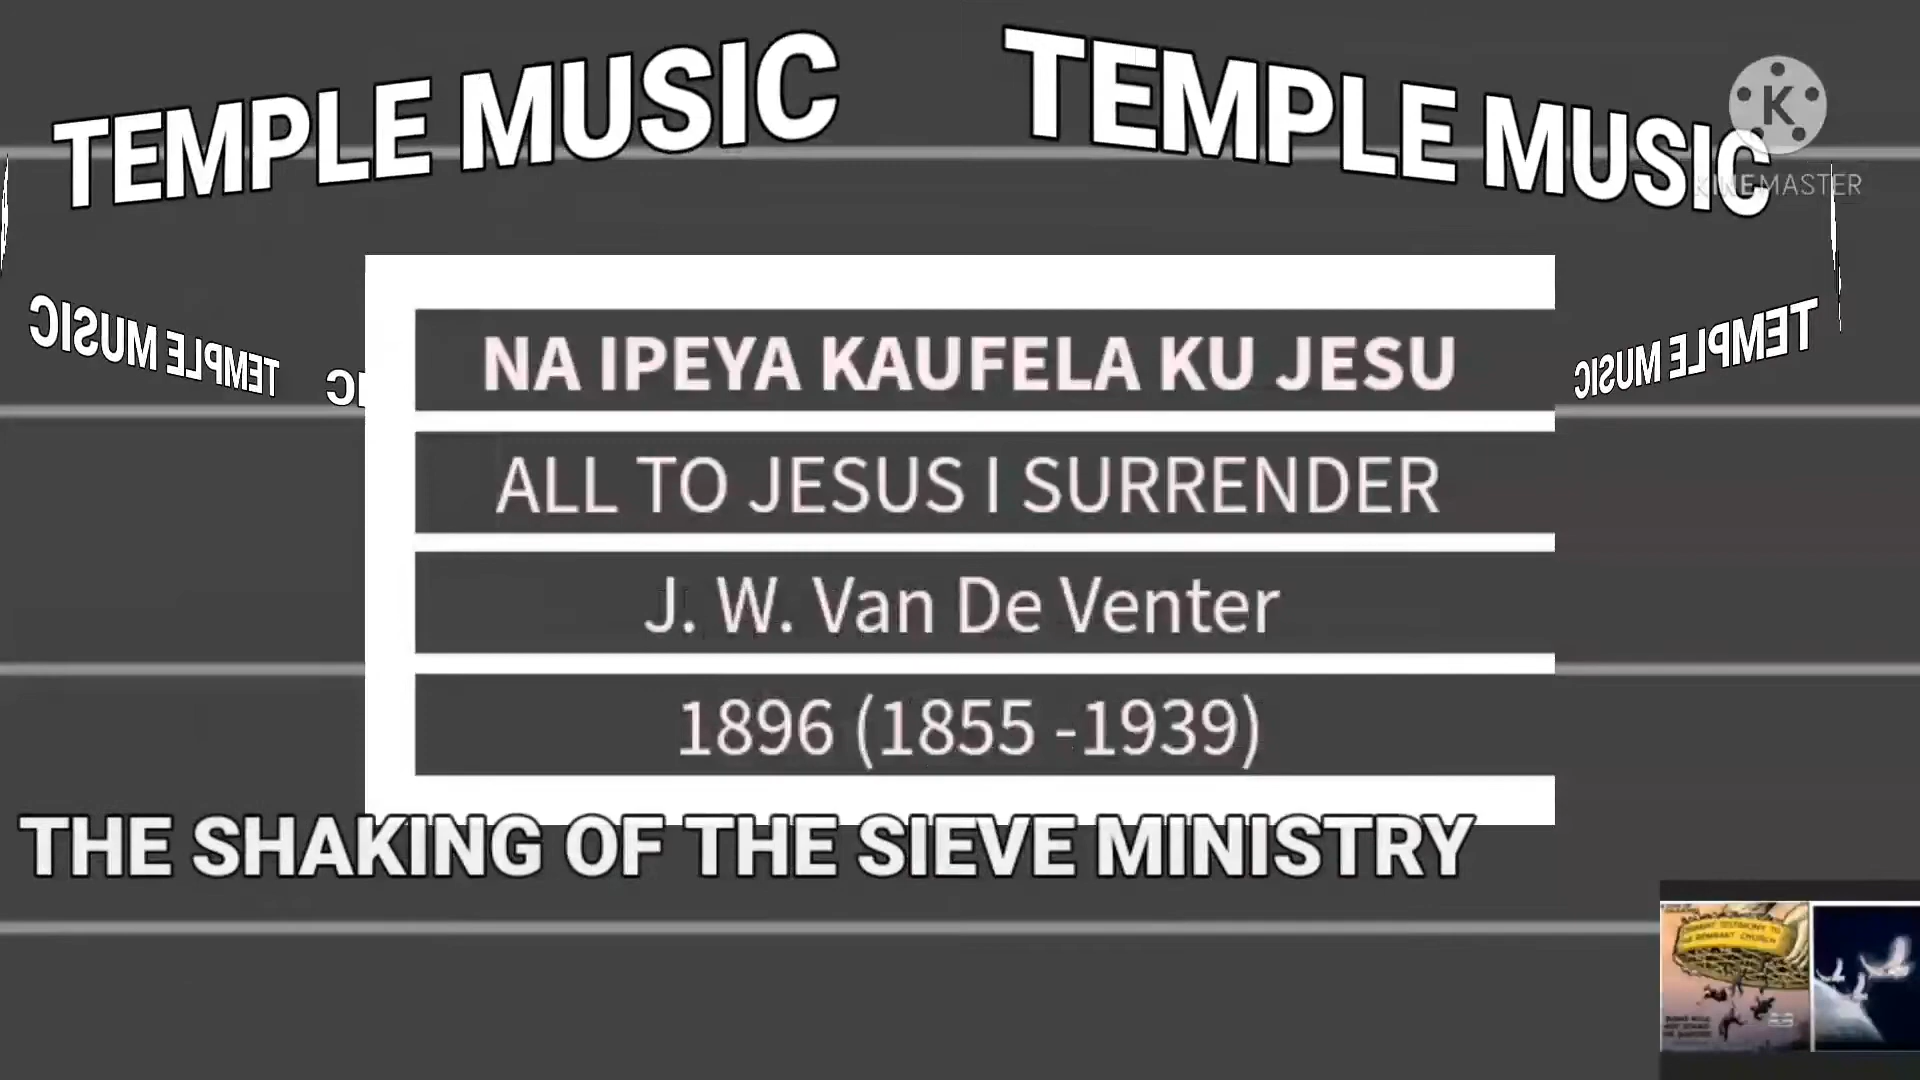 TEMPLE MUSIC
TEMPLE MUSIC
KINEMASTER
TEMPLE MUSIC
IC
TEMPLE MUSIC
NA IPEYA KAUFELA KU JESU
ALL TO JESUS I SURRENDER
J. W. Van De Venter
1896 (1855 -1939)
THE SHAKING OF THE SIEVE MINISTRY